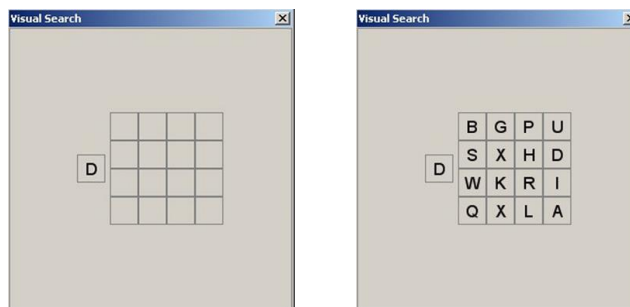 Visual Search
D
Visual Search
D
B G P U
S X H D
W K R I
Q X L A